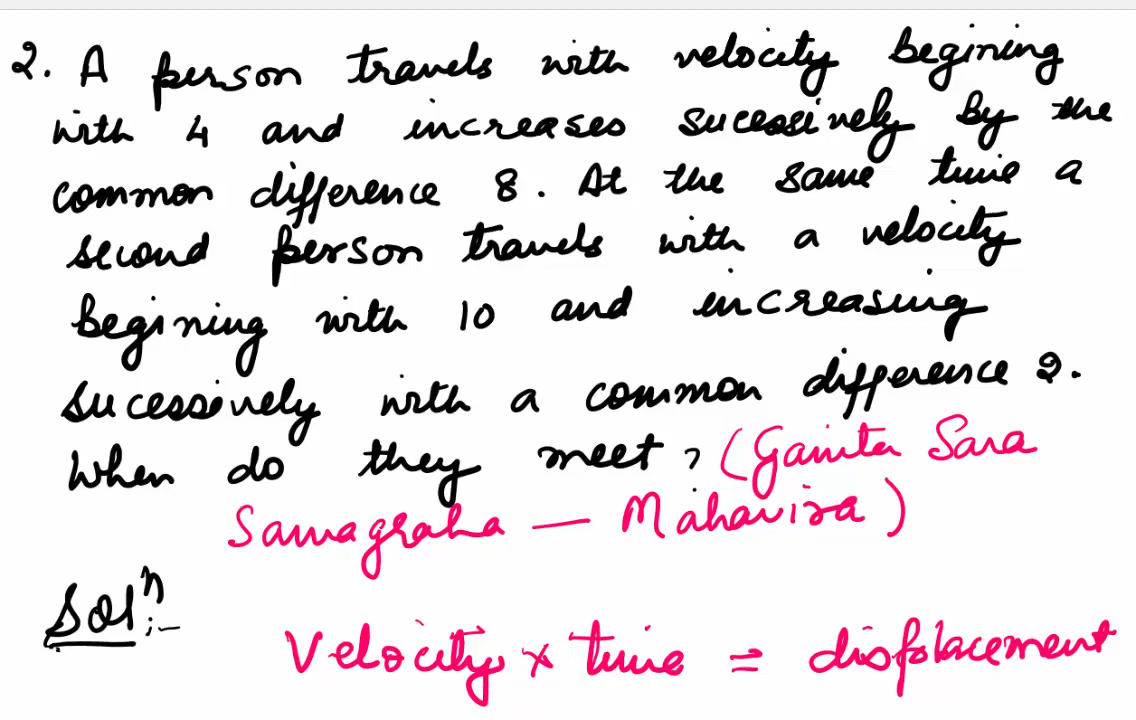 2. A person travels with velocity begining
with 4 and increases sucessively by the
common difference 8. At the same time a
second person travels with a velocity
begining with 10 and increasing
sucessively with a common difference 2.
When do they meet? (Ganita Sara
Samagraha — Mahavira)
Solⁿ:-
Velocity × time = displacement